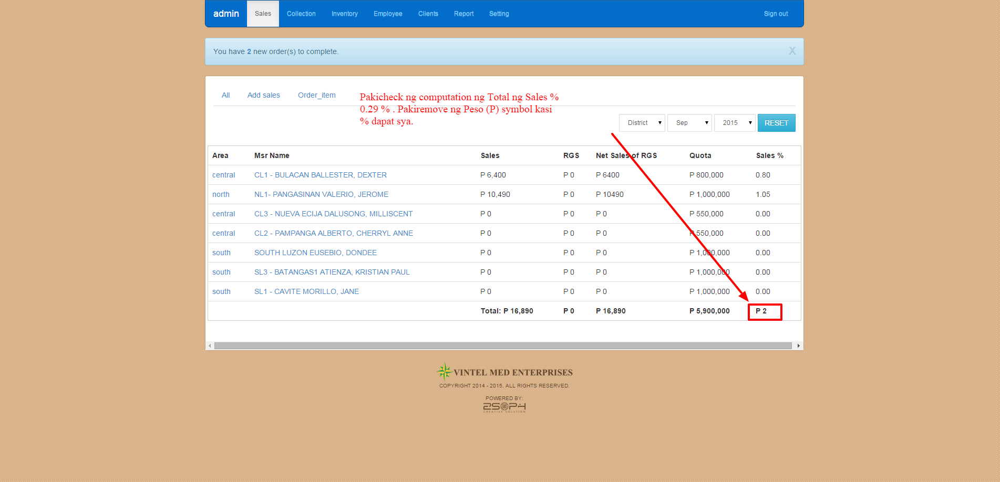 admin Sales Collection Inventory Employee Clients Report Setting Sign out
You have 2 new order(s) to complete. X
All Add sales Order_item
Pakicheck ng computation ng Total ng Sales %
0.29 % . Pakiremove ng Peso (P) symbol kasi
% dapat sya.
District Sep 2015 RESET
Area Msr Name Sales RGS Net Sales of RGS Quota Sales %
central CL1 - BULACAN BALLESTER, DEXTER P 6,400 P 0 P 6400 P 800,000 0.80
north NL1- PANGASINAN VALERIO, JEROME P 10,490 P 0 P 10490 P 1,000,000 1.05
central CL3 - NUEVA ECIJA DALUSONG, MILLISCENT P 0 P 0 P 0 P 550,000 0.00
central CL2 - PAMPANGA ALBERTO, CHERRYL ANNE P 0 P 0 P 0 P 550,000 0.00
south SOUTH LUZON EUSEBIO, DONDEE P 0 P 0 P 0 P 1,000,000 0.00
south SL3 - BATANGAS1 ATIENZA, KRISTIAN PAUL P 0 P 0 P 0 P 1,000,000 0.00
south SL1 - CAVITE MORILLO, JANE P 0 P 0 P 0 P 1,000,000 0.00
Total: P 16,890 P 0 P 16,890 P 5,900,000 P 2
VINTEL MED ENTERPRISES
COPYRIGHT 2014 - 2015. ALL RIGHTS RESERVED.
POWERED BY:
2SOPH
CREATIVE SOLUTION